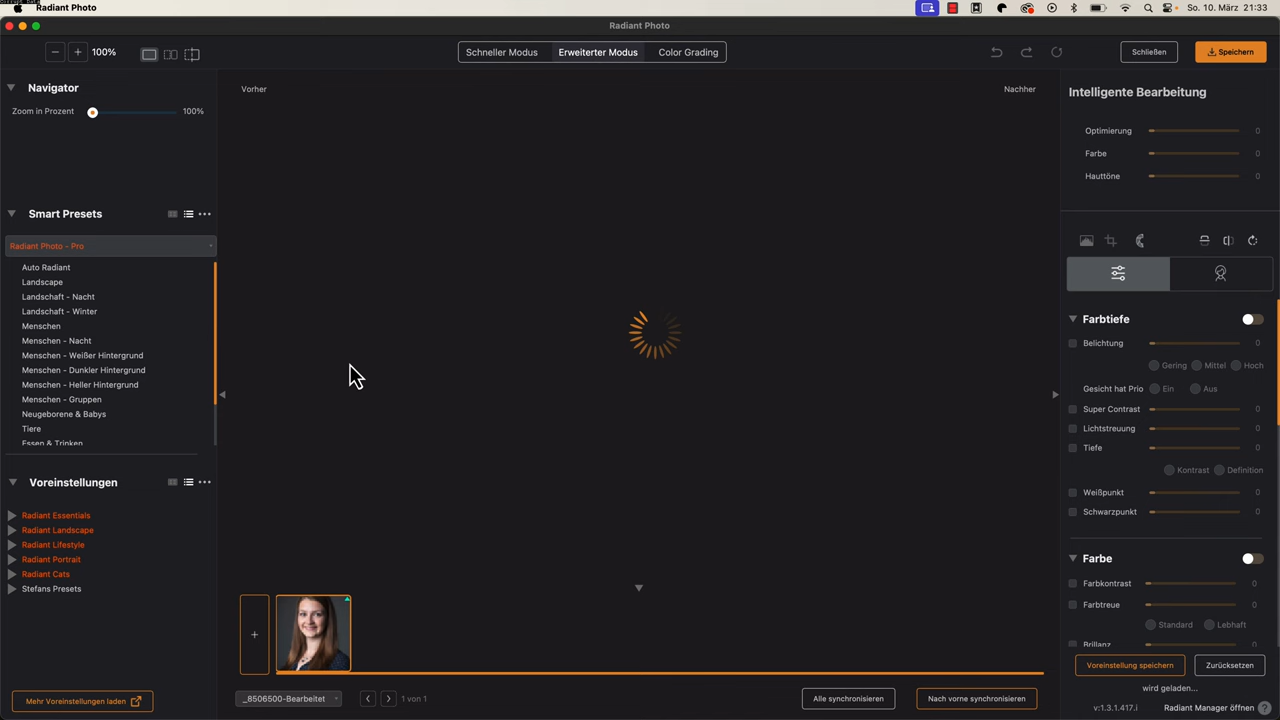 Radiant Photo
So. 10. März 21:33
Radiant Photo
100%
Schneller Modus
Erweiterter Modus
Color Grading
Schließen
Speichern
Navigator
Zoom in Prozent
100%
Vorher
Nachher
Smart Presets
Radiant Photo - Pro
Auto Radiant
Landscape
Landschaft - Nacht
Landschaft - Winter
Menschen
Menschen - Nacht
Menschen - Weißer Hintergrund
Menschen - Dunkler Hintergrund
Menschen - Heller Hintergrund
Menschen - Gruppen
Neugeborene & Babys
Tiere
Essen & Trinken
Voreinstellungen
Radiant Essentials
Radiant Landscape
Radiant Lifestyle
Radiant Portrait
Radiant Cats
Stefans Presets
Mehr Voreinstellungen laden
_8506500-Bearbeitet
1 von 1
Alle synchronisieren
Nach vorne synchronisieren
Intelligente Bearbeitung
Optimierung 0
Farbe 0
Hauttöne 0
Farbtiefe
Belichtung 0
Gering Mittel Hoch
Gesicht hat Prio Ein Aus
Super Contrast 0
Lichtstreuung 0
Tiefe 0
Kontrast Definition
Weißpunkt 0
Schwarzpunkt 0
Farbe
Farbkontrast 0
Farbtreue 0
Standard Lebhaft
Brillanz
Voreinstellung speichern
Zurücksetzen
wird geladen...
v:1.3.1.417.i
Radiant Manager öffnen